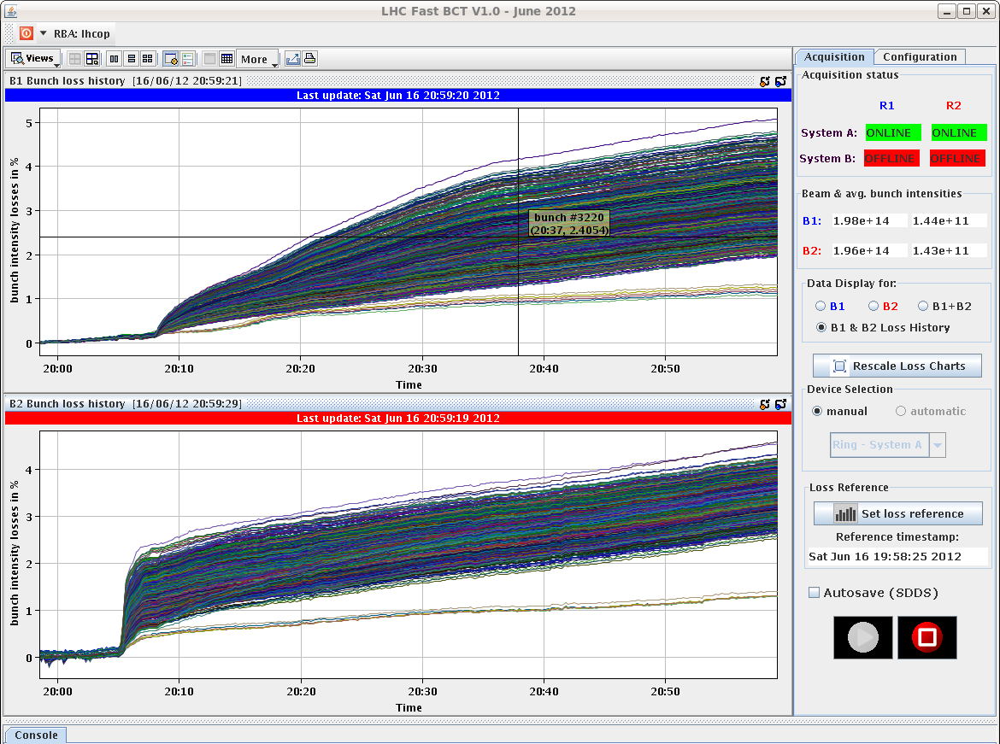 LHC Fast BCT V1.0 - June 2012
RBA: lhcop
Views
More
B1 Bunch loss history [16/06/12 20:59:21]
Last update: Sat Jun 16 20:59:20 2012
bunch intensity losses in %
5
4
3
2
1
0
bunch #3220
(20:37, 2.4054)
20:00 20:10 20:20 20:30 20:40 20:50
Time
B2 Bunch loss history [16/06/12 20:59:29]
Last update: Sat Jun 16 20:59:19 2012
bunch intensity losses in %
4
3
2
1
0
20:00 20:10 20:20 20:30 20:40 20:50
Time
Console
Acquisition Configuration
Acquisition status
R1 R2
System A: ONLINE ONLINE
System B: OFFLINE OFFLINE
Beam & avg. bunch intensities
B1: 1.98e+14 1.44e+11
B2: 1.96e+14 1.43e+11
Data Display for:
B1 B2 B1+B2
B1 & B2 Loss History
Rescale Loss Charts
Device Selection
manual automatic
Ring - System A
Loss Reference
Set loss reference
Reference timestamp:
Sat Jun 16 19:58:25 2012
Autosave (SDDS)